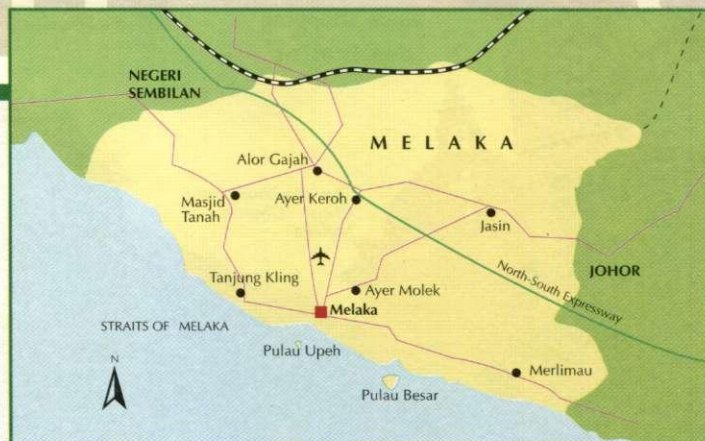 NEGERI
SEMBILAN
MELAKA
Alor Gajah
Masjid
Tanah
Ayer Keroh
Jasin
JOHOR
North-South Expressway
Tanjung Kling
Ayer Molek
Melaka
STRAITS OF MELAKA
Pulau Upeh
N
Merlimau
Pulau Besar